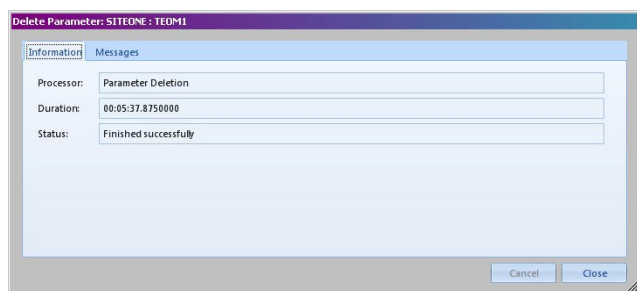 Delete Parameter: SITEONE : TEOM1
Information Messages
Processor: Parameter Deletion
Duration: 00:05:37.8750000
Status: Finished successfully
Cancel Close